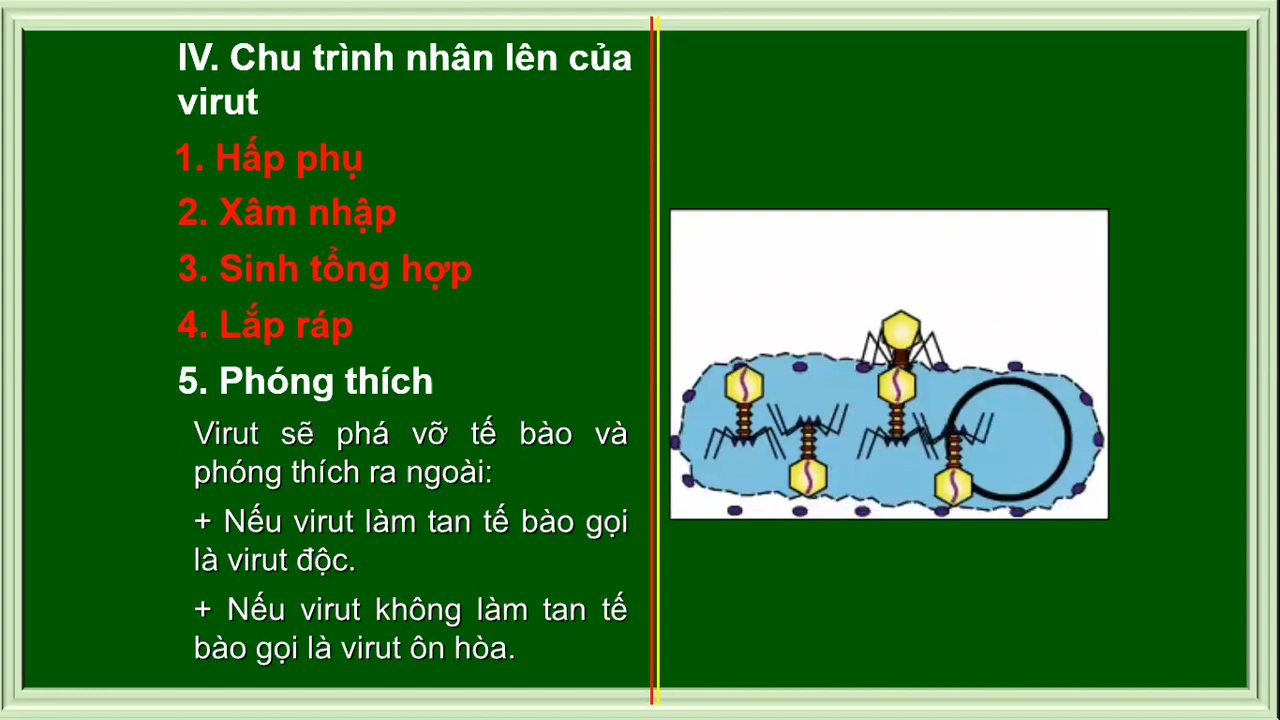 IV. Chu trình nhân lên của
virut
1. Hấp phụ
2. Xâm nhập
3. Sinh tổng hợp
4. Lắp ráp
5. Phóng thích
Virut sẽ phá vỡ tế bào và
phóng thích ra ngoài:
+ Nếu virut làm tan tế bào gọi
là virut độc.
+ Nếu virut không làm tan tế
bào gọi là virut ôn hòa.